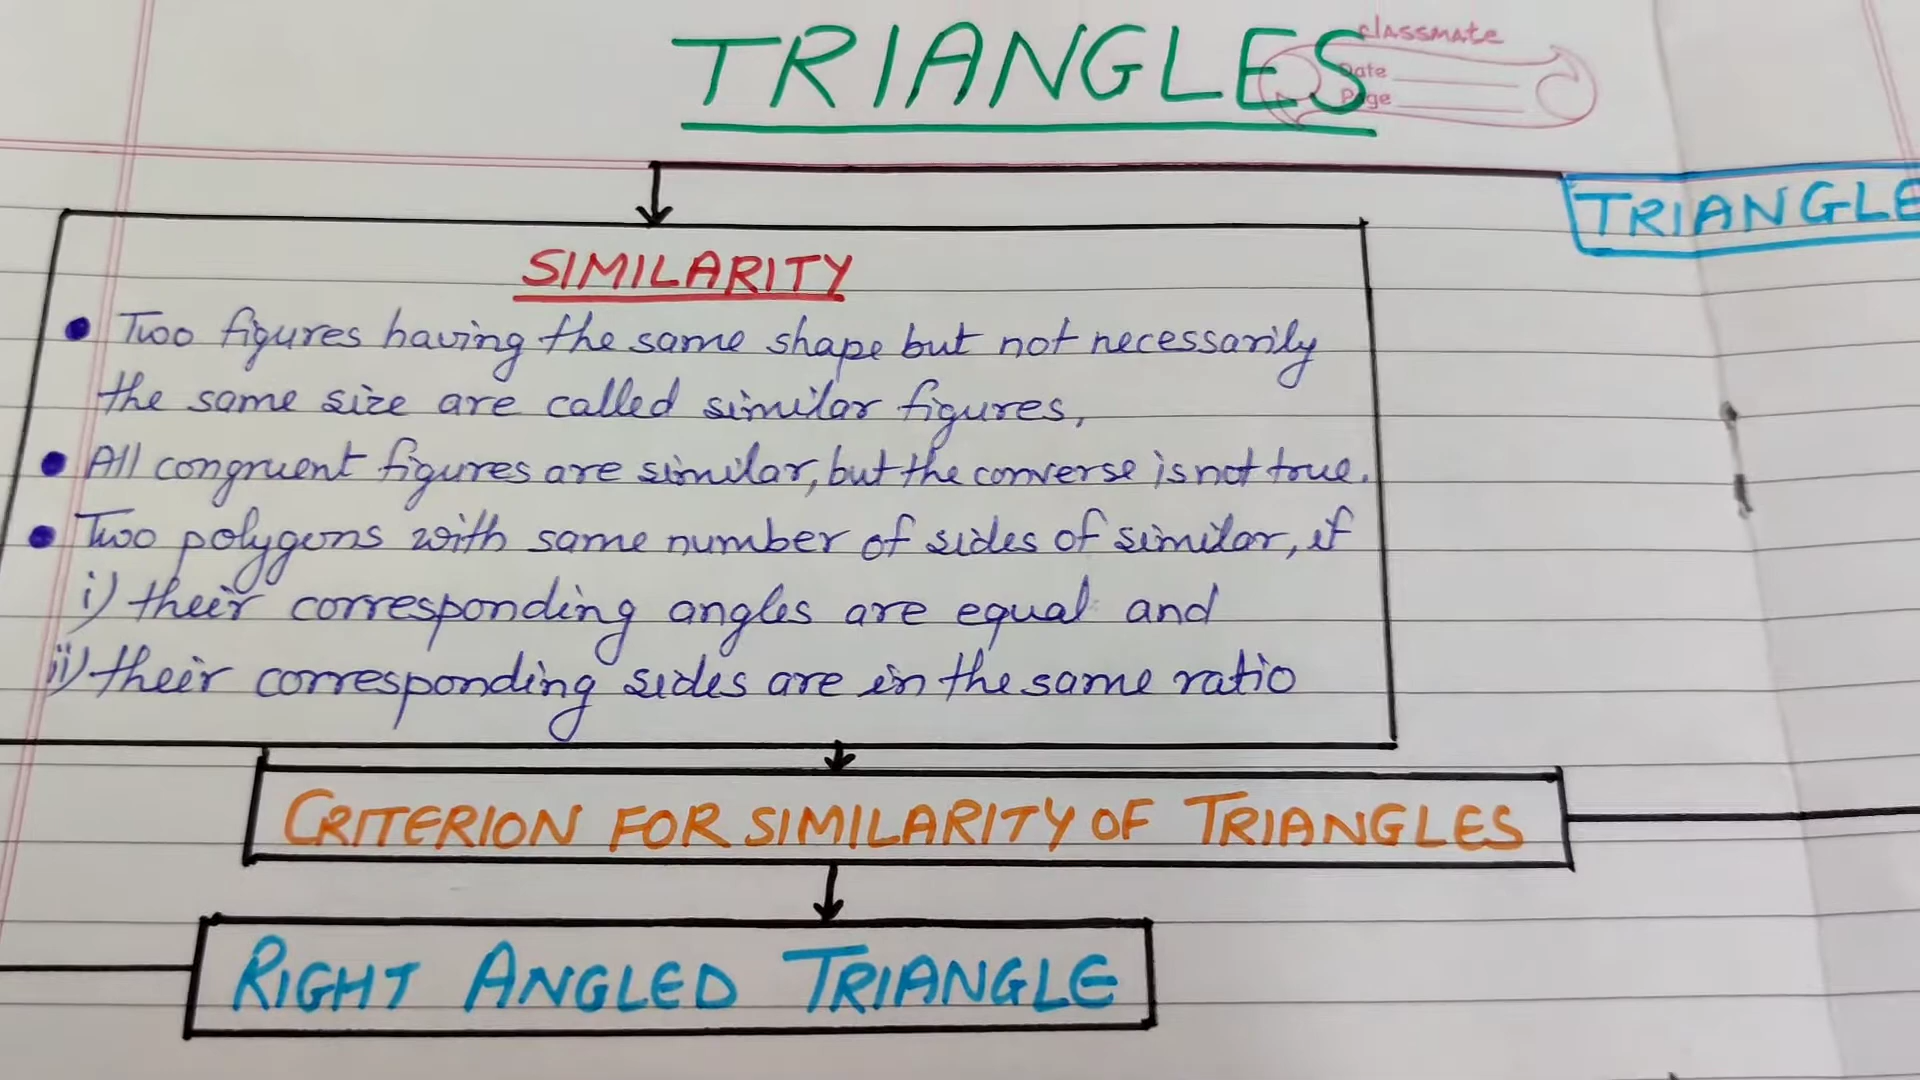 TRIANGLES
classmate
Date
Page
TRIANGLE
SIMILARITY
• Two figures having the same shape but not necessarily
the same size are called similar figures,
• All congruent figures are similar, but the converse is not true.
• Two polygons with same number of sides of similar, if
i) their corresponding angles are equal and
ii) their corresponding sides are in the same ratio
CRITERION FOR SIMILARITY OF TRIANGLES
RIGHT ANGLED TRIANGLE